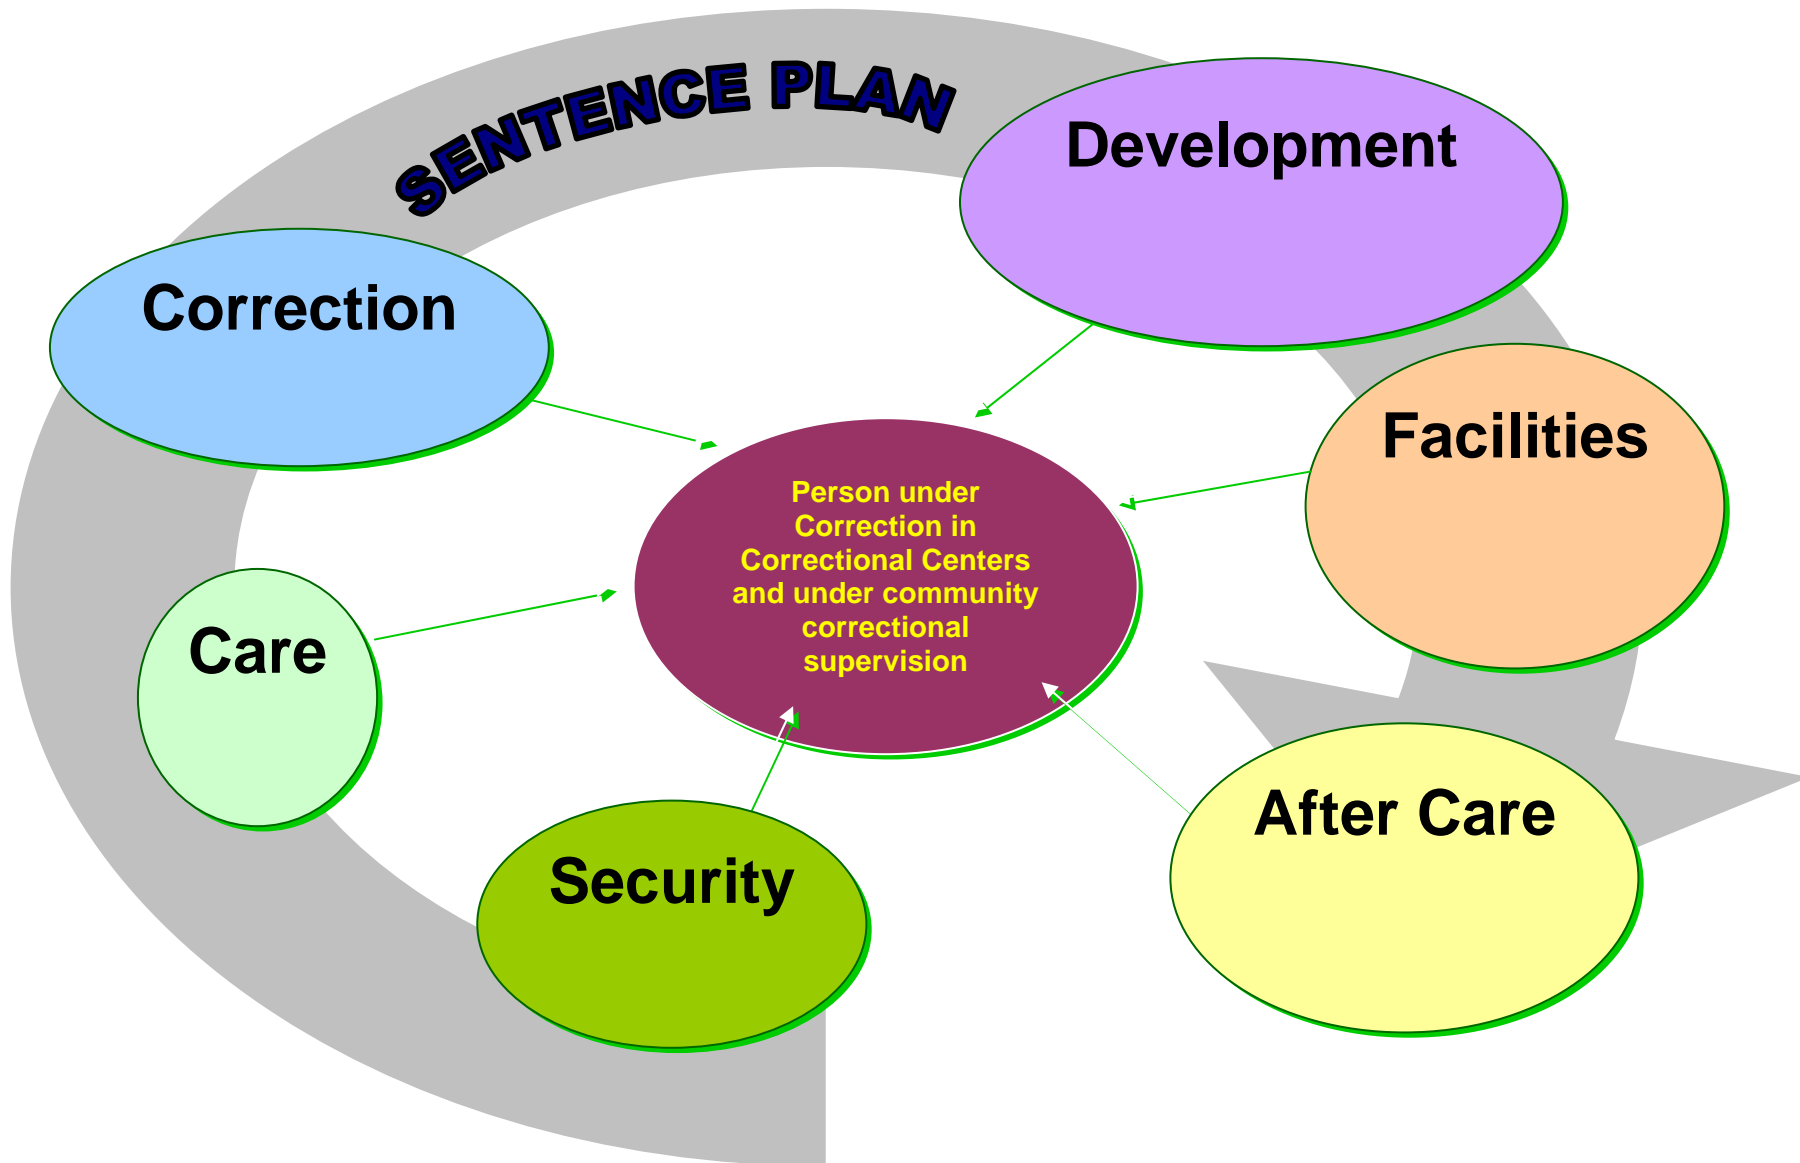 SENTENCE PLAN
Development
Correction
Facilities
Person under
Correction in
Correctional Centers
and under community
correctional
supervision
Care
After Care
Security